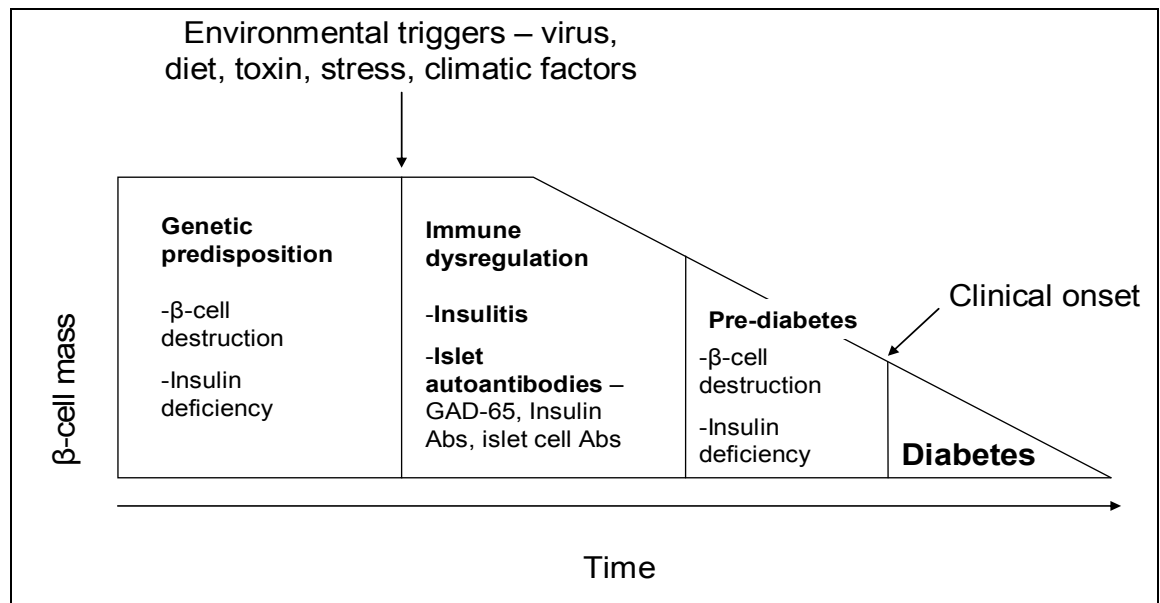 Environmental triggers – virus,
diet, toxin, stress, climatic factors
Genetic
predisposition
-β-cell
destruction
-Insulin
deficiency
Immune
dysregulation
-Insulitis
-Islet
autoantibodies –
GAD-65, Insulin
Abs, islet cell Abs
Pre-diabetes
-β-cell
destruction
-Insulin
deficiency
Clinical onset
Diabetes
β-cell mass
Time